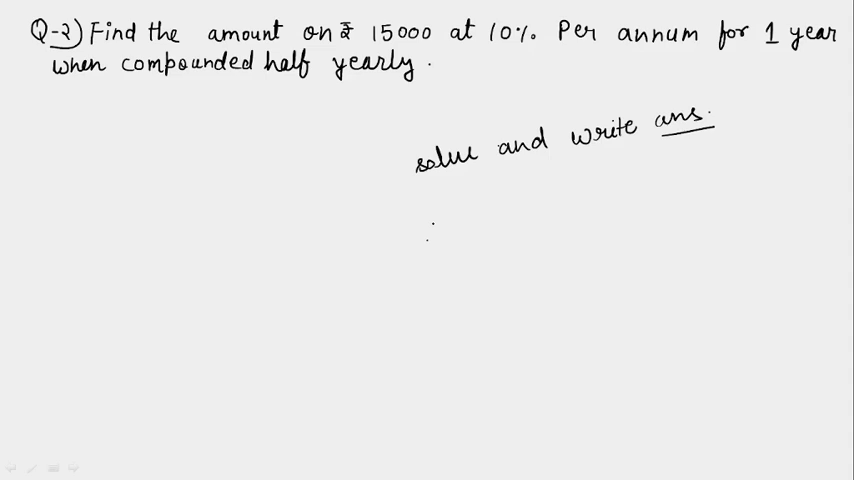 Q-2) Find the amount on ₹ 15000 at 10%. Per annum for 1 year
when compounded half yearly.
solve and write ans.